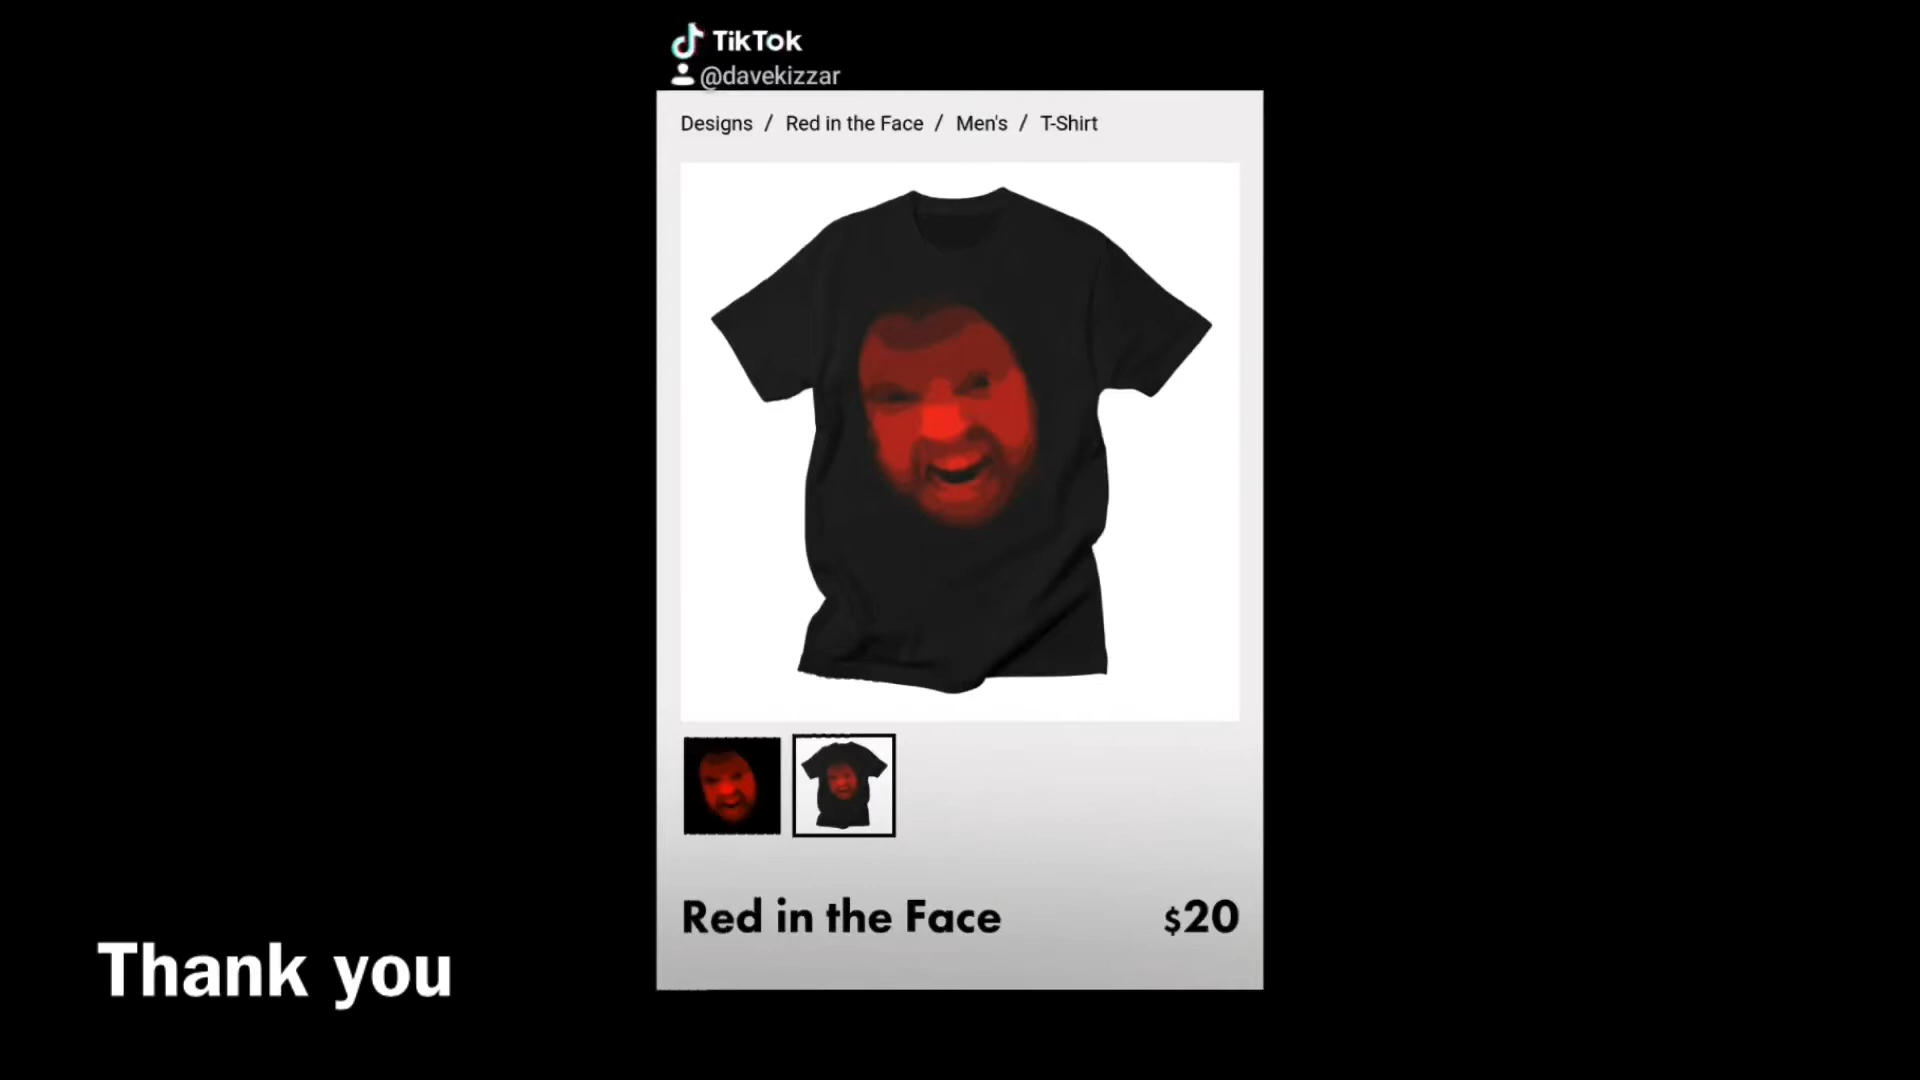 TikTok
@davekizzar
Designs / Red in the Face / Men's / T-Shirt
Red in the Face $20
Thank you